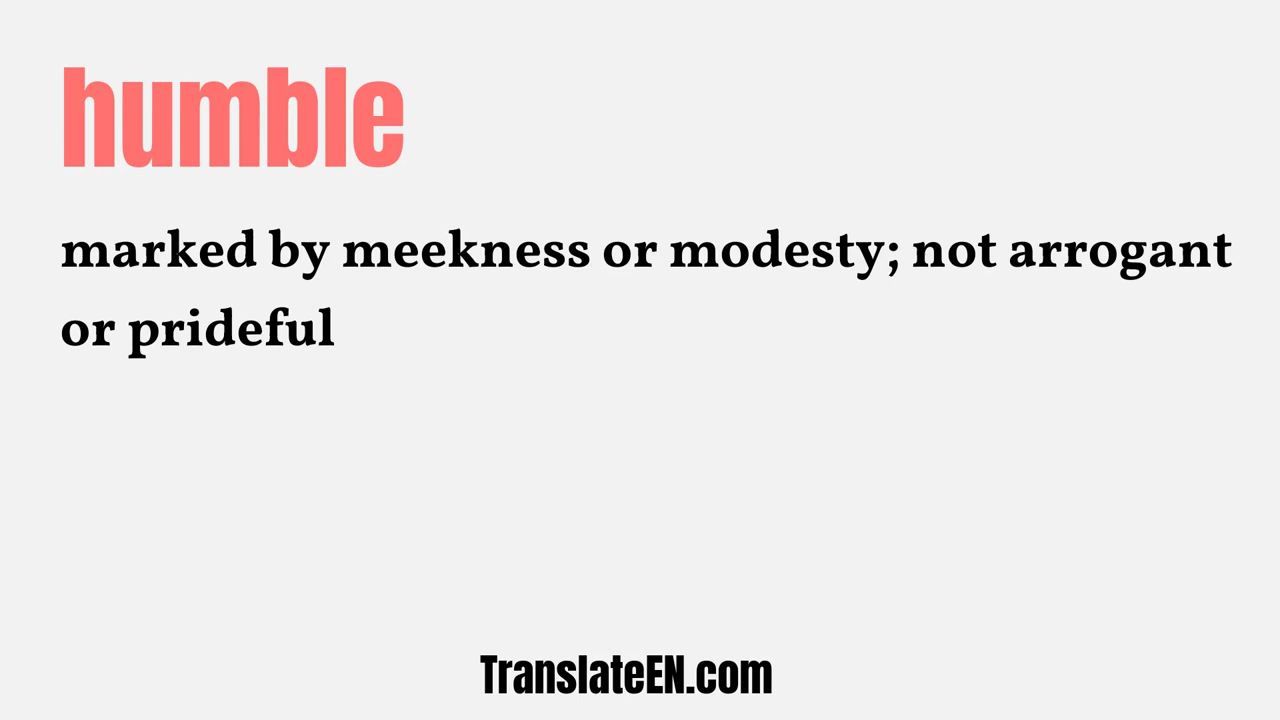 humble
marked by meekness or modesty; not arrogant
or prideful
TranslateEN.com